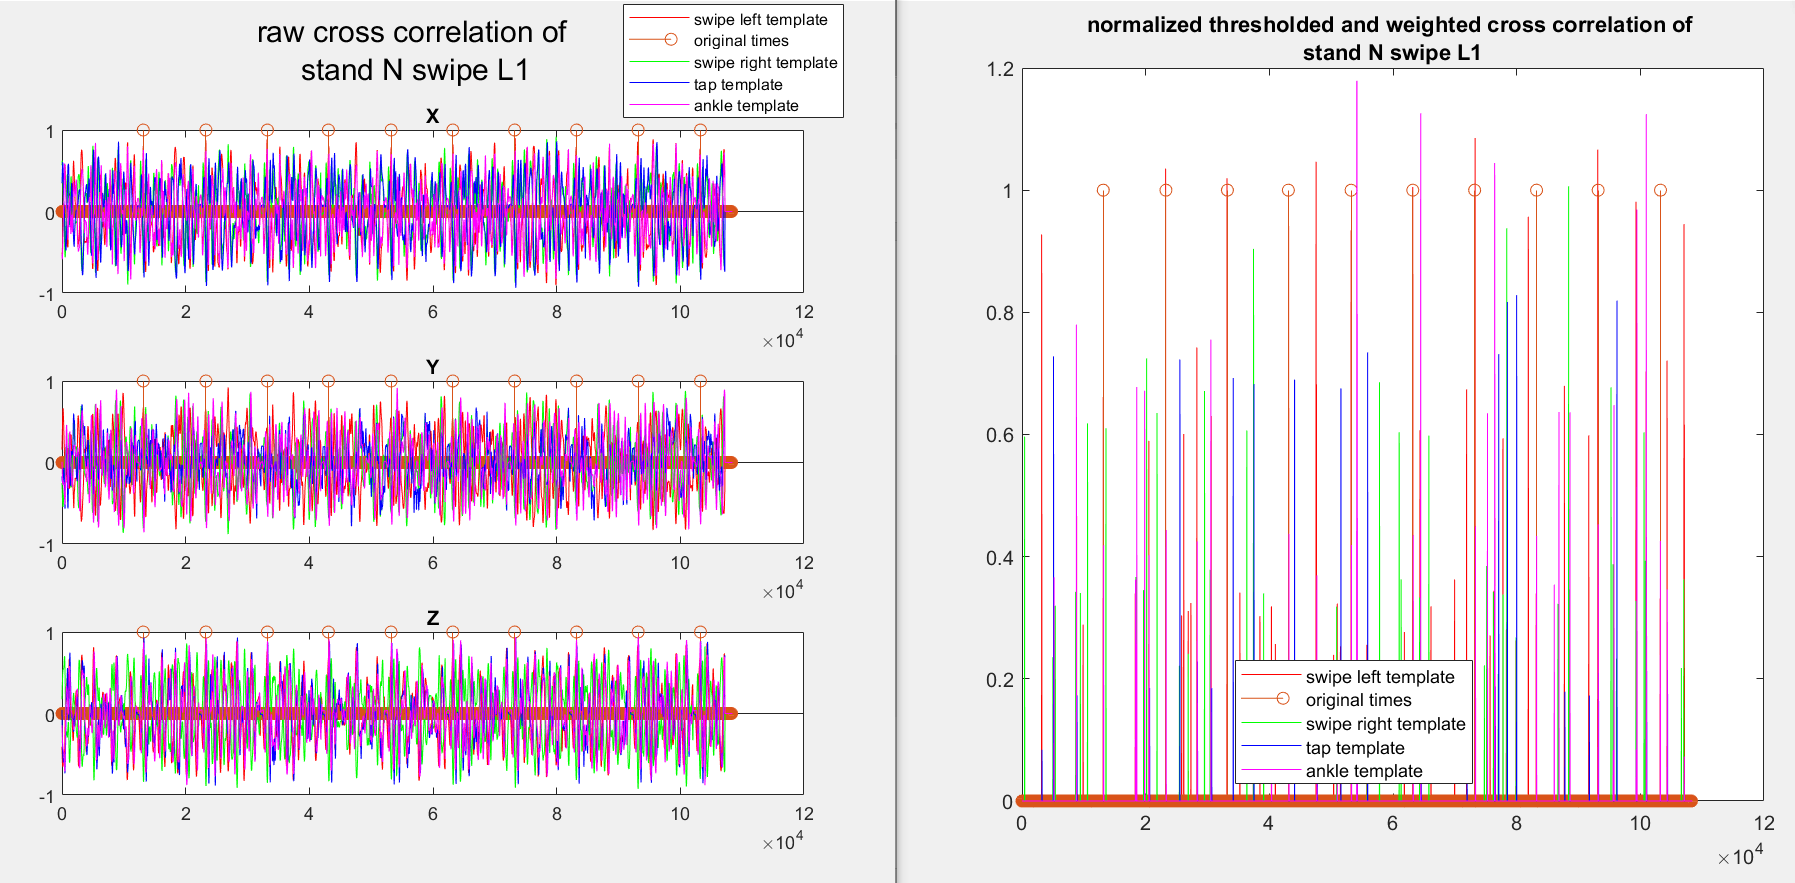 raw cross correlation of
stand N swipe L1
swipe left template
original times
swipe right template
tap template
ankle template
X
1
0
-1
0 2 4 6 8 10 12
×10^4
Y
1
0
-1
0 2 4 6 8 10 12
×10^4
Z
1
0
-1
0 2 4 6 8 10 12
×10^4
normalized thresholded and weighted cross correlation of
stand N swipe L1
1.2
1
0.8
0.6
0.4
0.2
0
swipe left template
original times
swipe right template
tap template
ankle template
0 2 4 6 8 10 12
×10^4